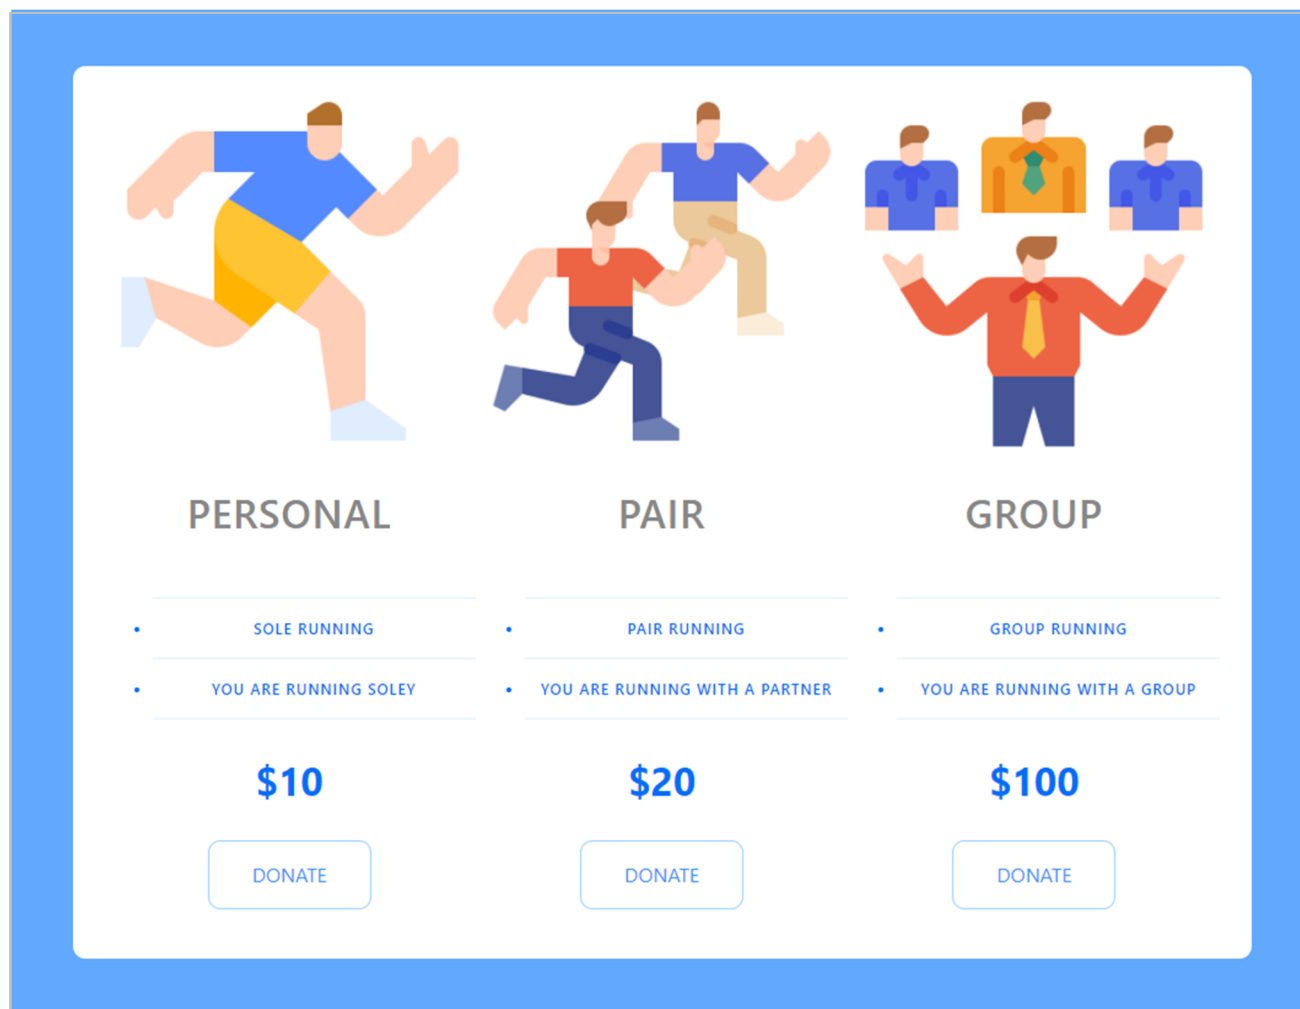 PERSONAL
• SOLE RUNNING
• YOU ARE RUNNING SOLEY
$10
DONATE
PAIR
• PAIR RUNNING
• YOU ARE RUNNING WITH A PARTNER
$20
DONATE
GROUP
• GROUP RUNNING
• YOU ARE RUNNING WITH A GROUP
$100
DONATE